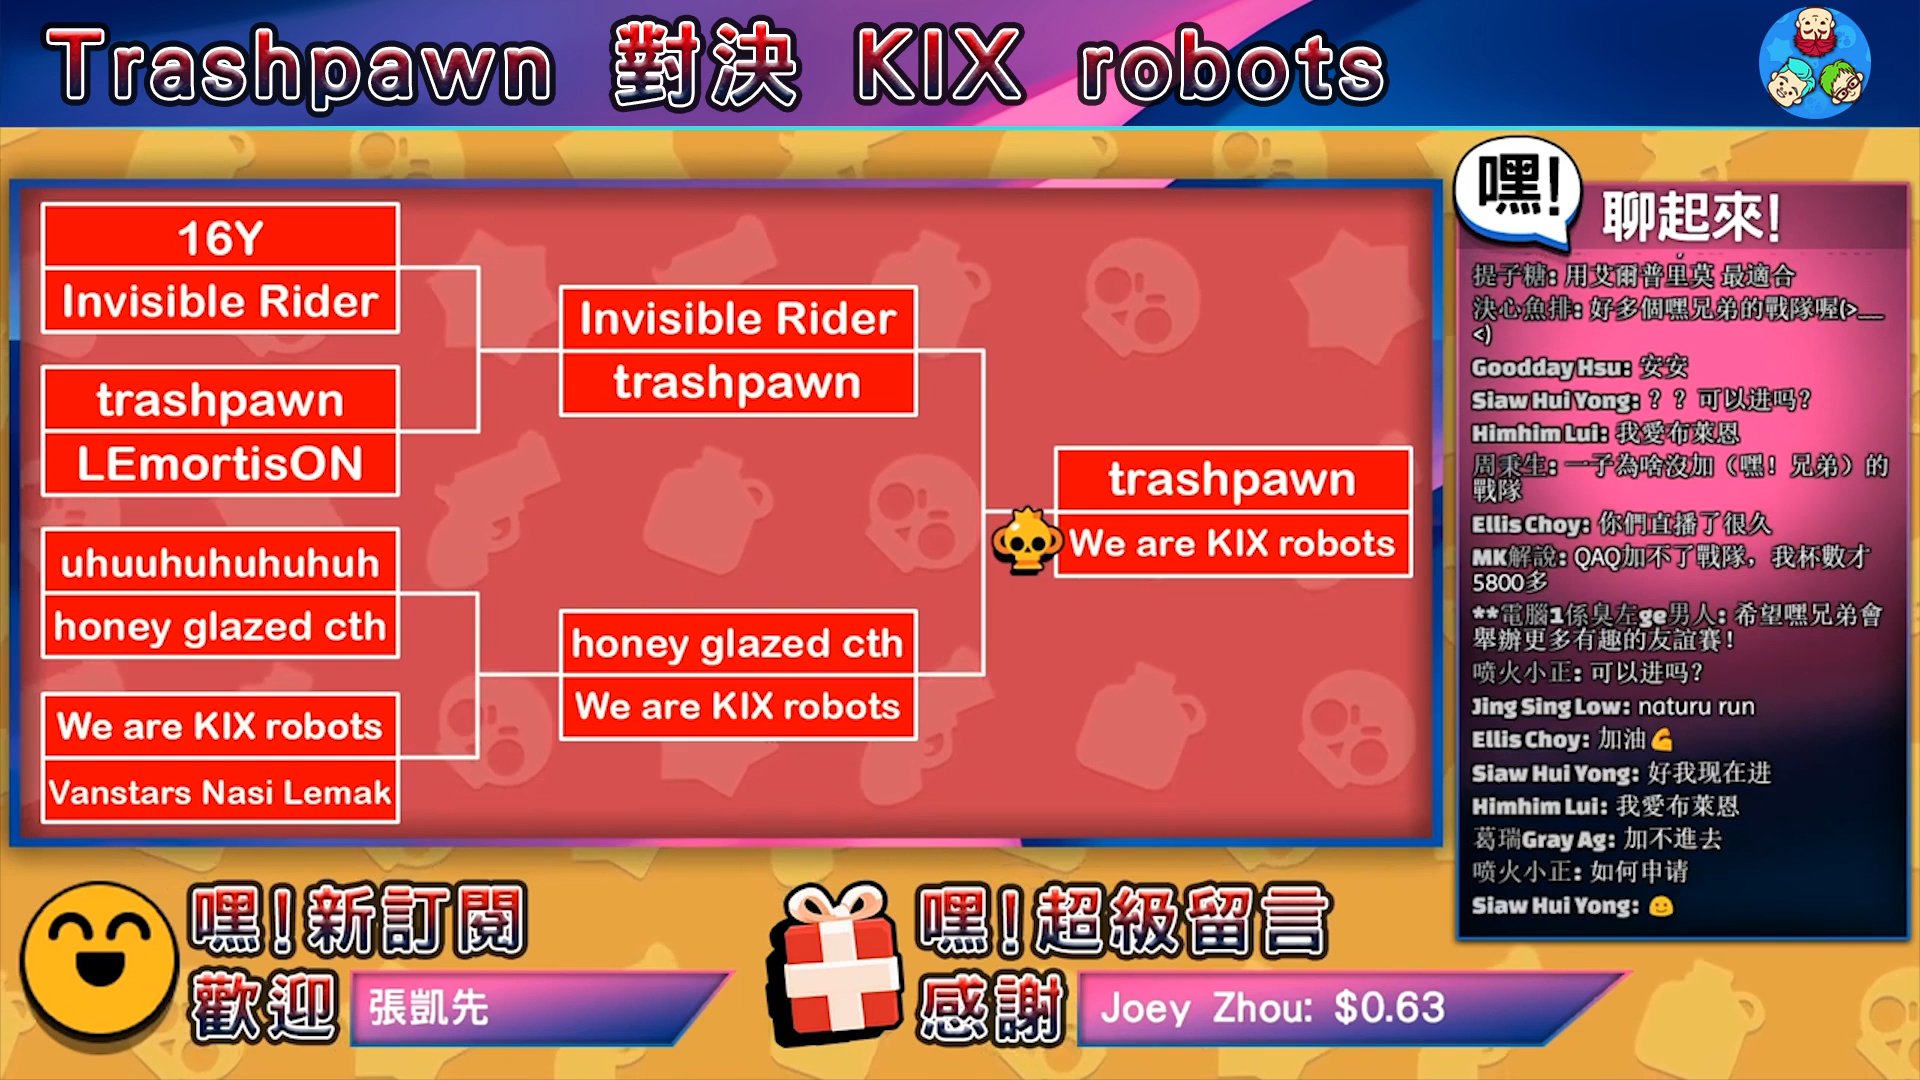 Trashpawn 對決 KIX robots
16Y
Invisible Rider
trashpawn
LEmortisON
uhuuhuhuhuhuh
honey glazed cth
We are KIX robots
Vanstars Nasi Lemak
Invisible Rider
trashpawn
honey glazed cth
We are KIX robots
trashpawn
We are KIX robots
嘿!
聊起來!
提子糖: 用艾爾普里莫 最適合
決心魚排: 好多個嘿兄弟的戰隊喔(>__
<)
Goodday Hsu: 安安
Siaw Hui Yong: ？？可以进吗?
Himhim Lui: 我愛布萊恩
周秉生: 一子為啥沒加（嘿！兄弟）的
戰隊
Ellis Choy: 你們直播了很久
MK解說: QAQ加不了戰隊，我杯數才
5800多
**電腦1係臭左ge男人: 希望嘿兄弟會
舉辦更多有趣的友誼賽！
喷火小正: 可以进吗?
Jing Sing Low: naturu run
Ellis Choy: 加油💪
Siaw Hui Yong: 好我现在进
Himhim Lui: 我愛布萊恩
葛瑞Gray Ag: 加不進去
喷火小正: 如何申请
Siaw Hui Yong: 🙂
嘿!新訂閱
歡迎 張凱先
嘿!超級留言
感謝 Joey Zhou: $0.63